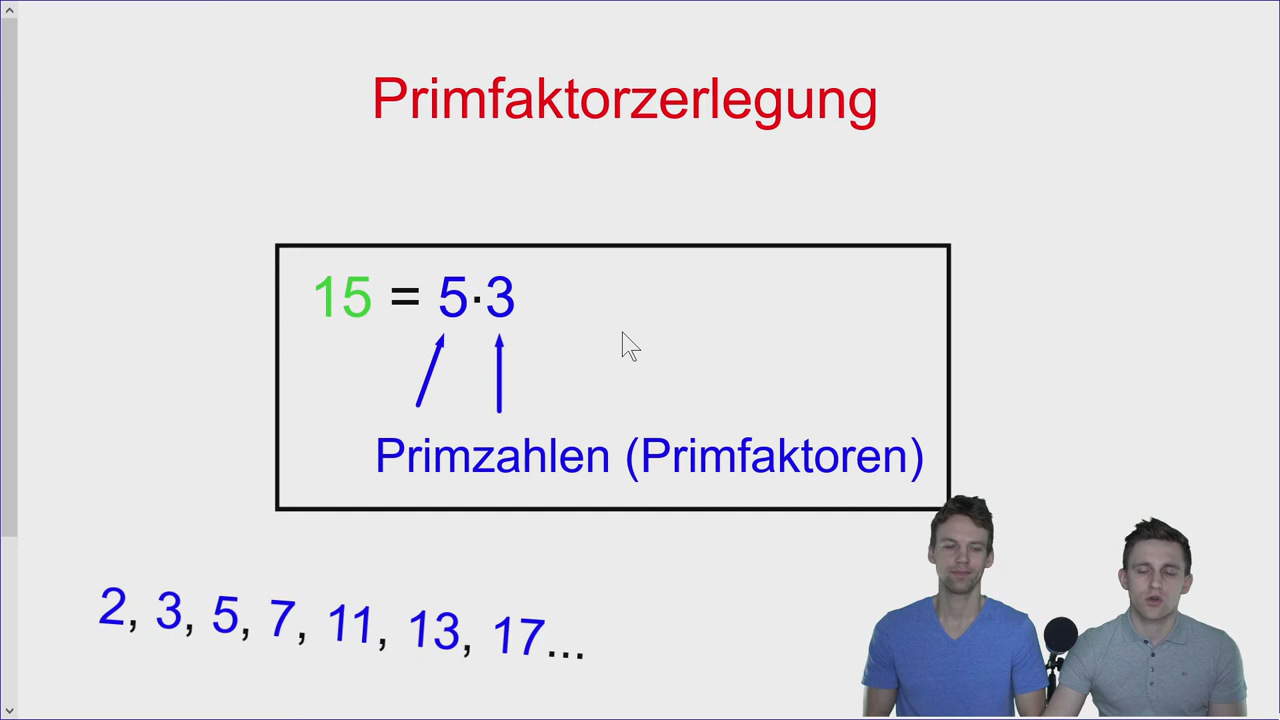 Primfaktorzerlegung
15 = 5·3
Primzahlen (Primfaktoren)
2, 3, 5, 7, 11, 13, 17...